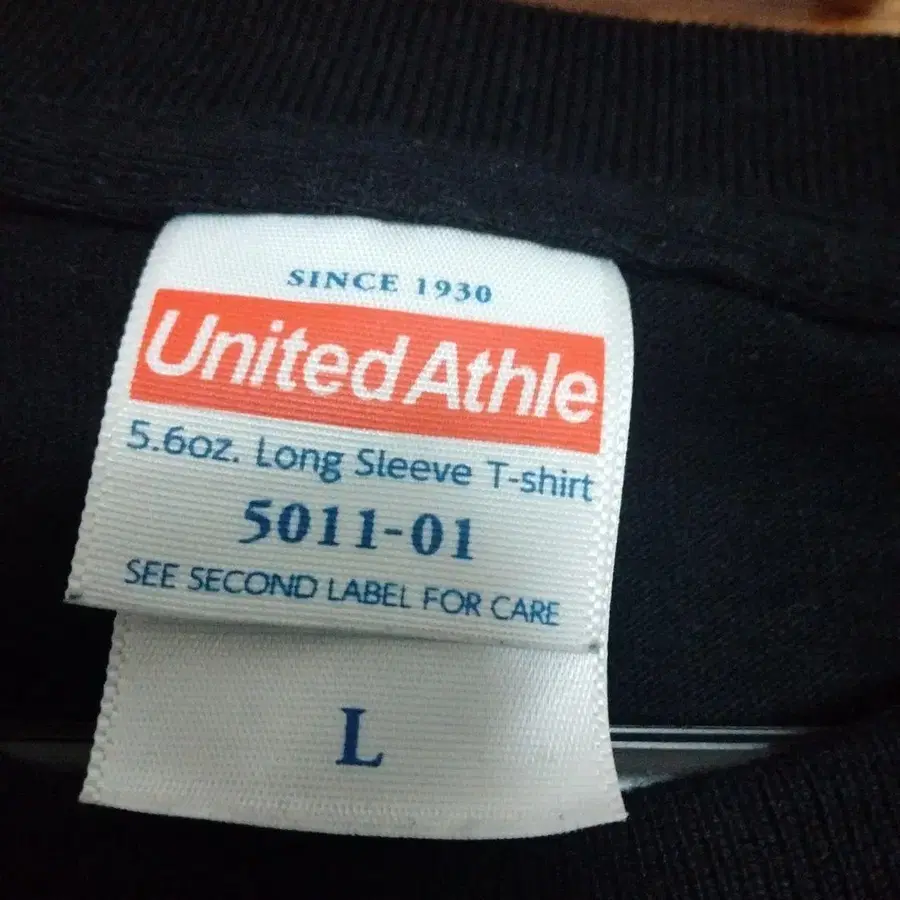 SINCE 1930
United Athle
5.6oz. Long Sleeve T-shirt
5011-01
SEE SECOND LABEL FOR CARE
L